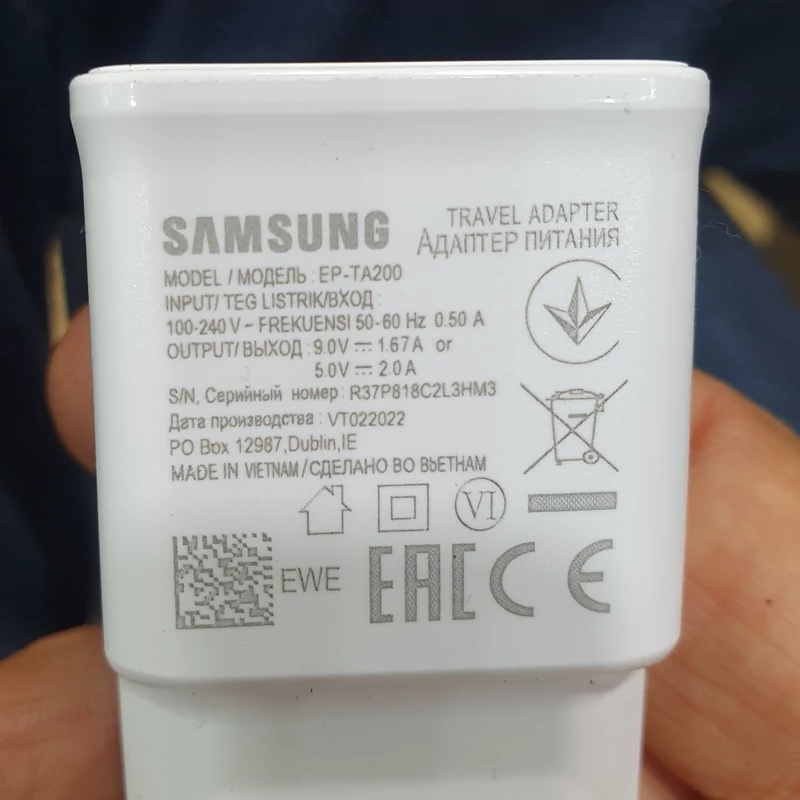 SAMSUNG
TRAVEL ADAPTER
АДАПТЕР ПИТАНИЯ
MODEL / МОДЕЛЬ : EP-TA200
INPUT/ TEG LISTRIK/ВХОД :
100-240 V ~ FREKUENSI 50-60 Hz 0.50 A
OUTPUT/ ВЫХОД : 9.0V ⎓ 1.67 A or
5.0V ⎓ 2.0 A
S/N, Серийный номер: R37P818C2L3HM3
Дата производства : VT022022
PO Box 12987,Dublin,IE
MADE IN VIETNAM / СДЕЛАНО ВО ВЬЕТНАМ
VI
EWE
EAC
CE